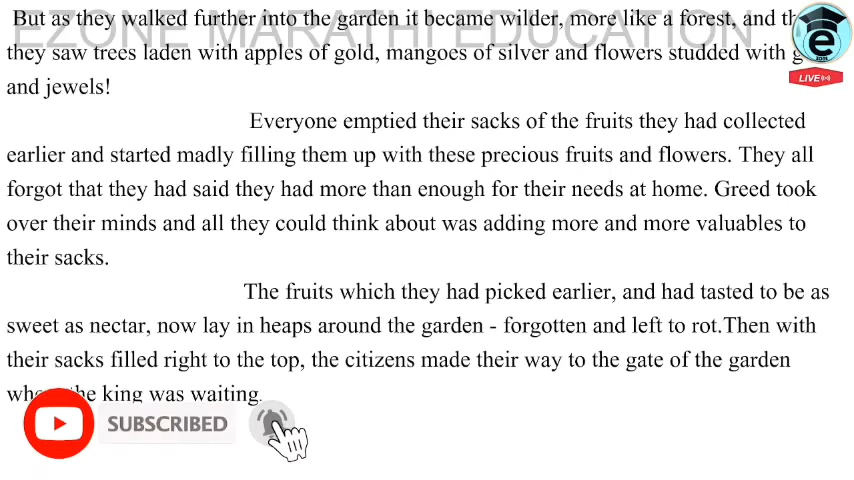 EZONE MARATHI EDUCATION
But as they walked further into the garden it became wilder, more like a forest, and
they saw trees laden with apples of gold, mangoes of silver and flowers studded with
and jewels!
Everyone emptied their sacks of the fruits they had collected
earlier and started madly filling them up with these precious fruits and flowers. They all
forgot that they had said they had more than enough for their needs at home. Greed took
over their minds and all they could think about was adding more and more valuables to
their sacks.
The fruits which they had picked earlier, and had tasted to be as
sweet as nectar, now lay in heaps around the garden - forgotten and left to rot.Then with
their sacks filled right to the top, the citizens made their way to the gate of the garden
the king was waiting.
e
LIVE
SUBSCRIBED